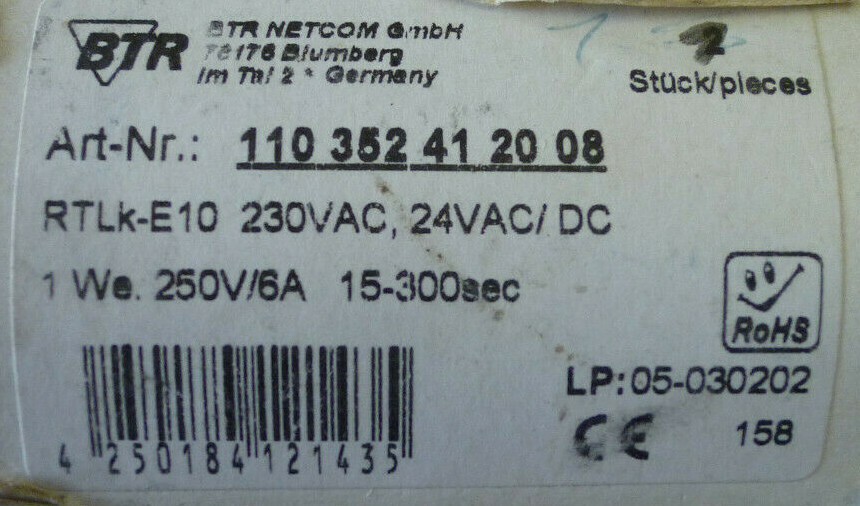 BTR
BTR NETCOM GmbH
78176 Blumberg
Im Thl 2 * Germany
2
Stück/pieces
Art-Nr.: 110 352 41 20 08
RTLk-E10 230VAC, 24VAC/ DC
1 We. 250V/6A 15-300sec
RoHS
LP: 05-030202
CE 158
4 250184 121435